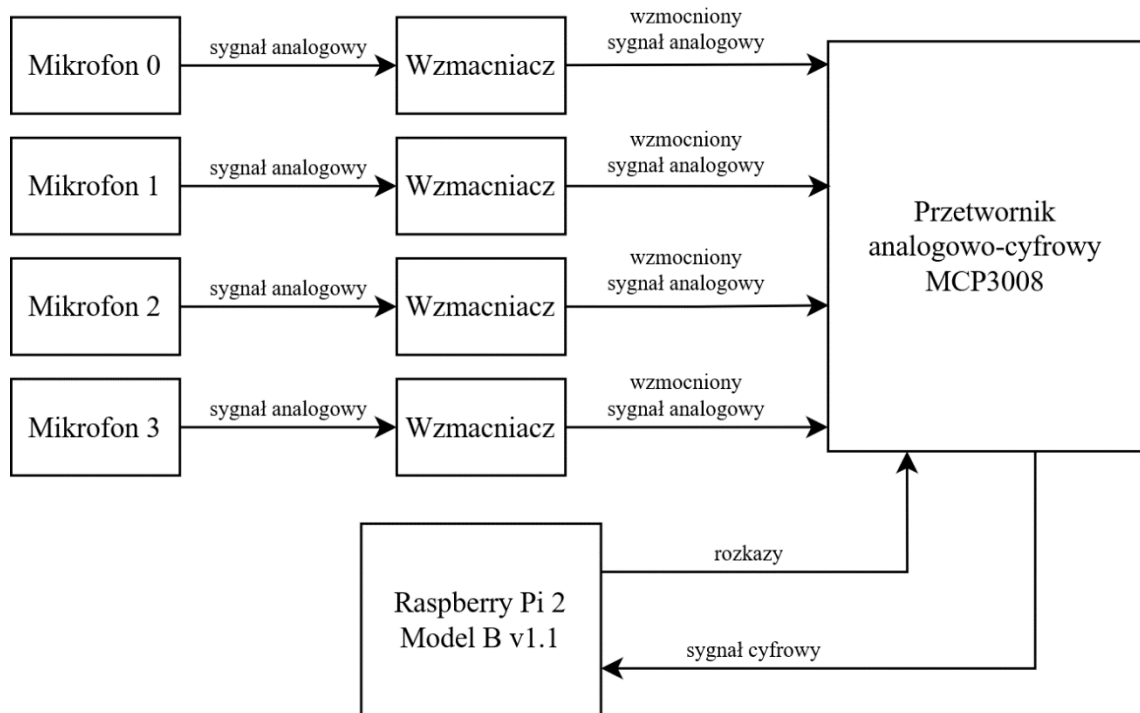 Mikrofon 0
sygnał analogowy
Wzmacniacz
wzmocniony
sygnał analogowy
Mikrofon 1
sygnał analogowy
Wzmacniacz
wzmocniony
sygnał analogowy
Mikrofon 2
sygnał analogowy
Wzmacniacz
wzmocniony
sygnał analogowy
Mikrofon 3
sygnał analogowy
Wzmacniacz
wzmocniony
sygnał analogowy
Przetwornik
analogowo-cyfrowy
MCP3008
Raspberry Pi 2
Model B v1.1
rozkazy
sygnał cyfrowy